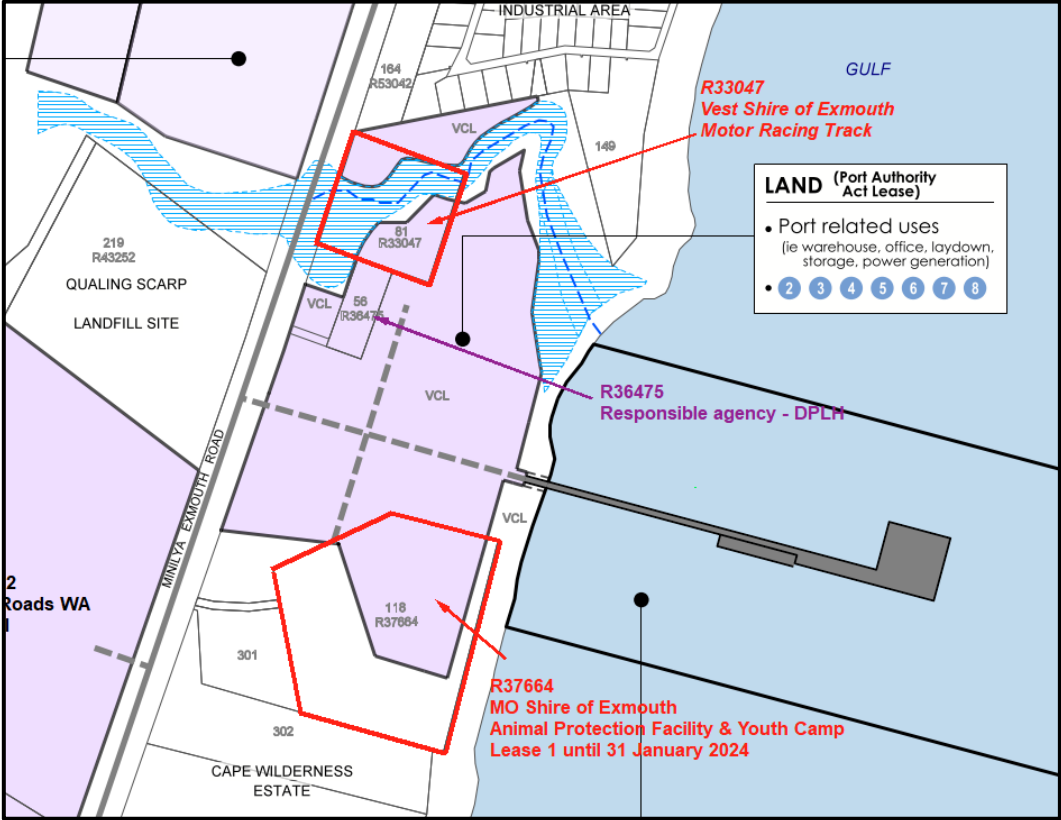 INDUSTRIAL AREA
164
R53042
GULF
R33047
Vest Shire of Exmouth
Motor Racing Track
VCL
149
LAND (Port Authority
Act Lease)
• Port related uses
(ie warehouse, office, laydown,
storage, power generation)
• 2 3 4 5 6 7 8
81
R33047
219
R43252
QUALING SCARP
LANDFILL SITE
VCL
56
R36475
R36475
Responsible agency - DPLH
VCL
MINILYA EXMOUTH ROAD
VCL
2
Roads WA
118
R37664
301
R37664
MO Shire of Exmouth
Animal Protection Facility & Youth Camp
Lease 1 until 31 January 2024
302
CAPE WILDERNESS
ESTATE